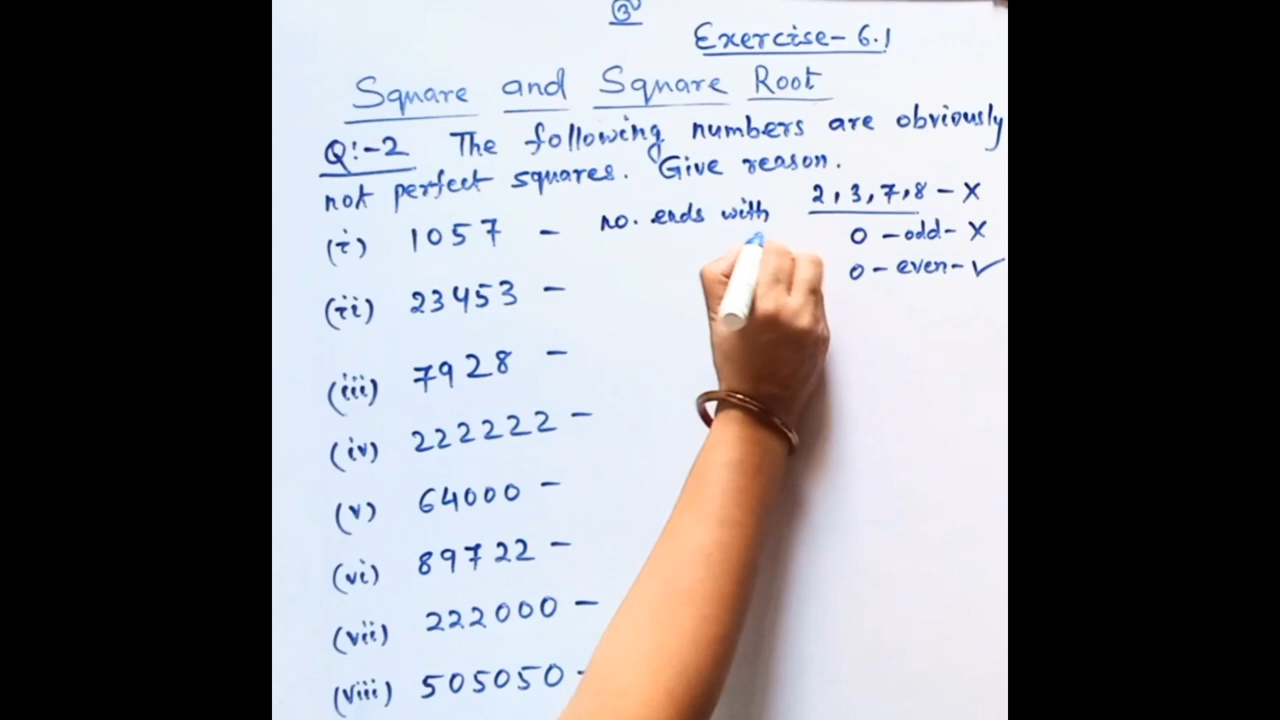 3
Exercise-6.1
Square and Square Root
Q:-2 The following numbers are obviously
not perfect squares. Give reason.
2,3,7,8 - X
0 - odd - X
0 - even - ✓
(i) 1057 - no. ends with
(ii) 23453 -
(iii) 7928 -
(iv) 222222 -
(v) 64000 -
(vi) 89722 -
(vii) 222000 -
(viii) 505050 -